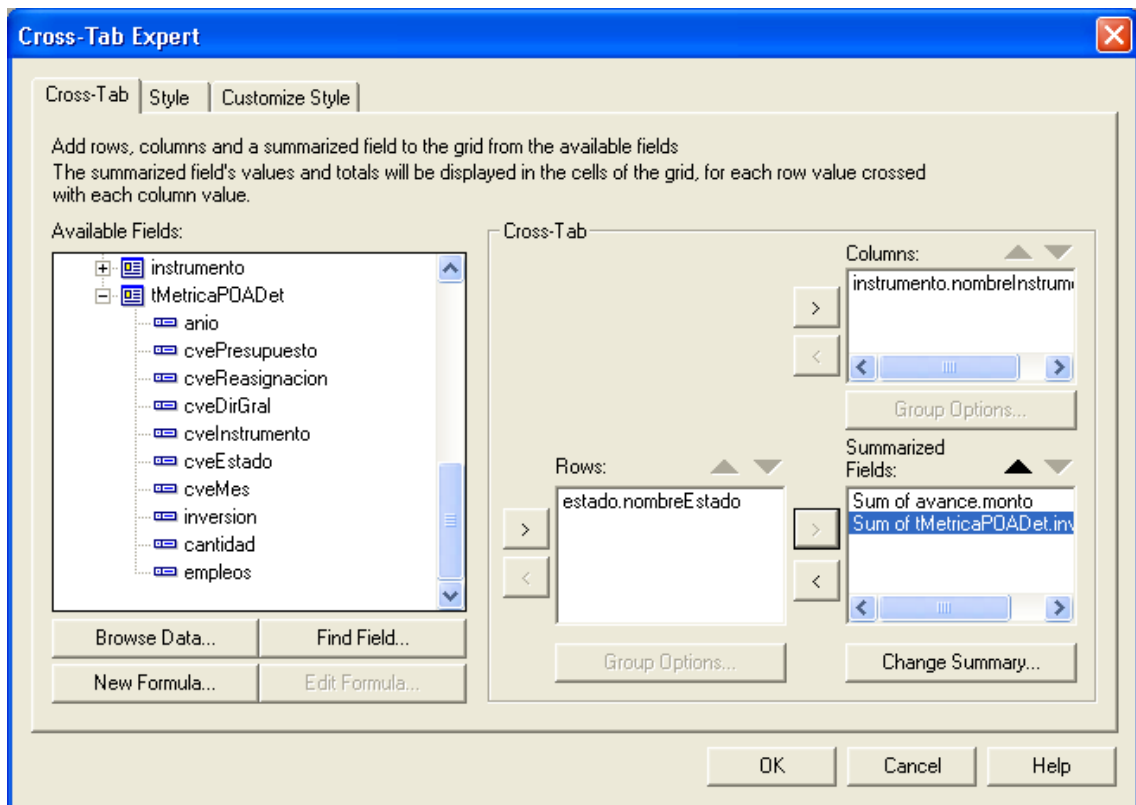 Cross-Tab Expert
Cross-Tab
Style
Customize Style
Add rows, columns and a summarized field to the grid from the available fields
The summarized field's values and totals will be displayed in the cells of the grid, for each row value crossed
with each column value.
Available Fields:
instrumento
tMetricaPOADet
anio
cvePresupuesto
cveReasignacion
cveDirGral
cveInstrumento
cveEstado
cveMes
inversion
cantidad
empleos
Browse Data...
Find Field...
New Formula...
Edit Formula...
Cross-Tab
Columns:
instrumento.nombreInstrume
>
<
Group Options...
Rows:
estado.nombreEstado
>
<
Group Options...
Summarized
Fields:
Sum of avance.monto
Sum of tMetricaPOADet.inv
>
<
Change Summary...
OK
Cancel
Help